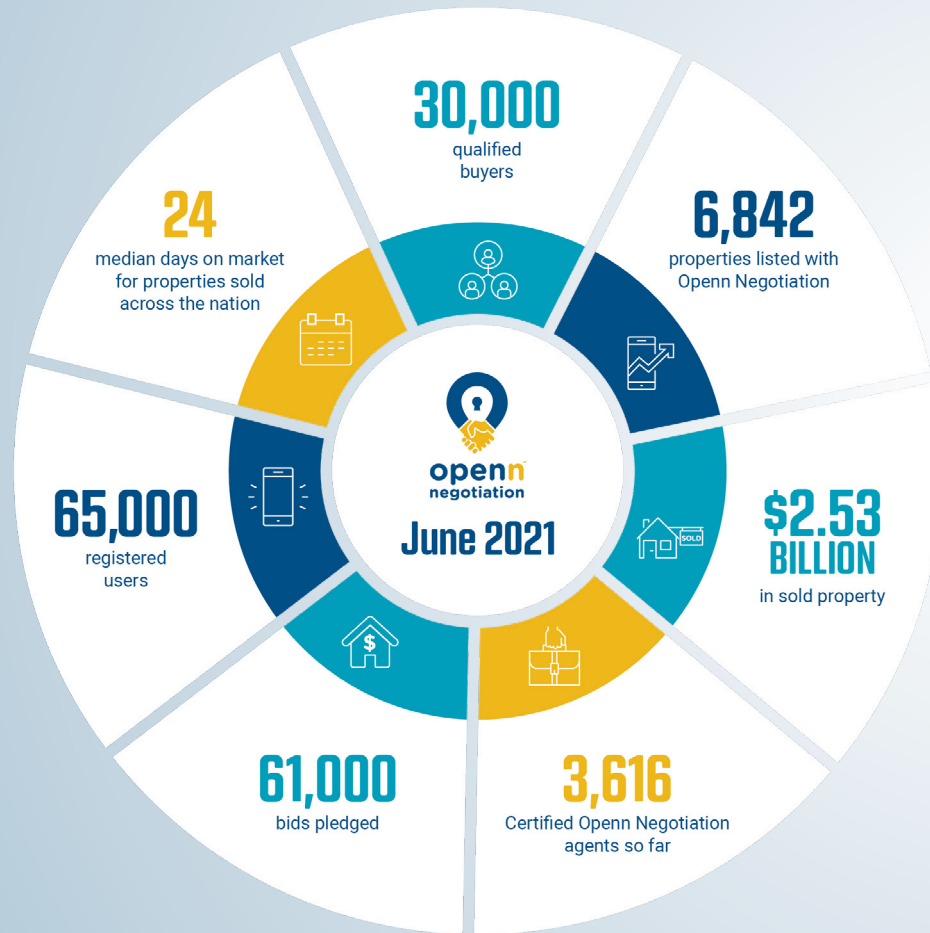 30,000
qualified
buyers
6,842
properties listed with
Openn Negotiation
$2.53
BILLION
in sold property
3,616
Certified Openn Negotiation
agents so far
61,000
bids pledged
65,000
registered
users
24
median days on market
for properties sold
across the nation
openn
negotiation
June 2021
SOLD
$